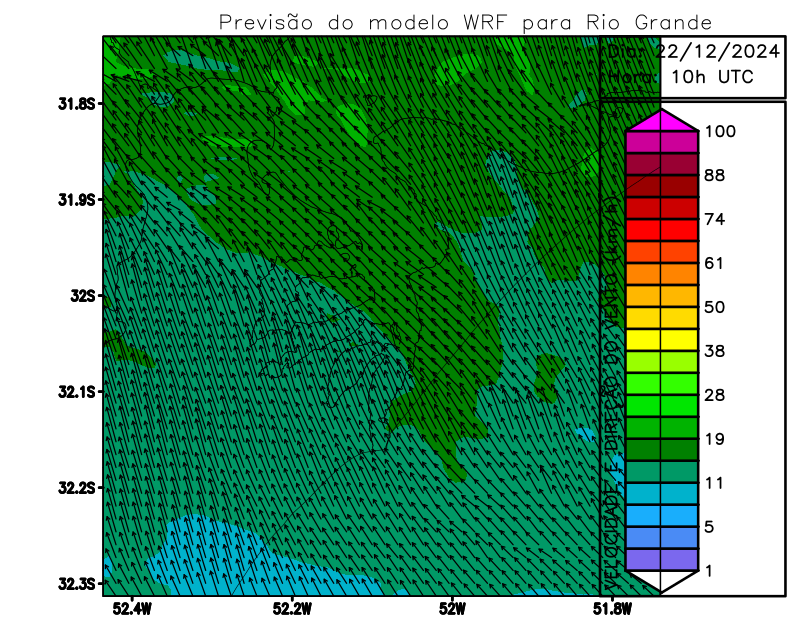 Previsão do modelo WRF para Rio Grande
Dia: 22/12/2024
Hora: 10h UTC
31.8S
31.9S
32S
32.1S
32.2S
32.3S
52.4W
52.2W
52W
51.8W
VELOCIDADE E DIREÇÃO DO VENTO (km/h)
100
88
74
61
50
38
28
19
11
5
1